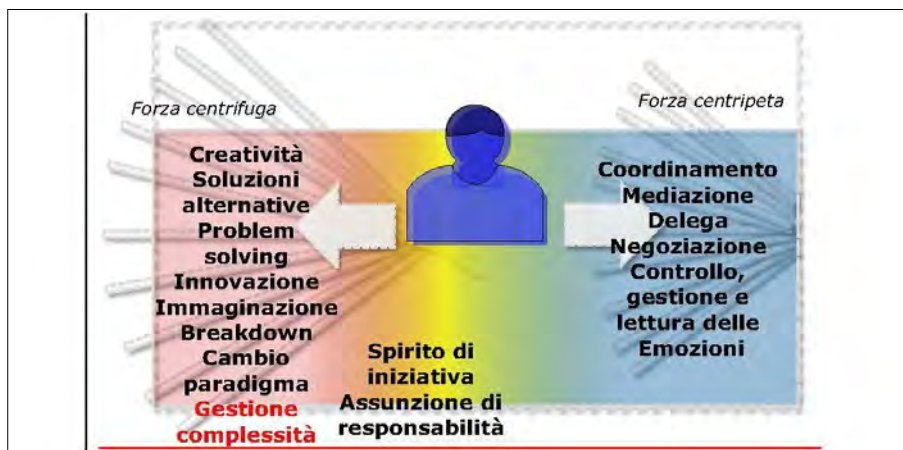 Forza centrifuga
Creatività
Soluzioni
alternative
Problem
solving
Innovazione
Immaginazione
Breakdown
Cambio
paradigma
Gestione
complessità
Spirito di
iniziativa
Assunzione di
responsabilità
Forza centripeta
Coordinamento
Mediazione
Delega
Negoziazione
Controllo,
gestione e
lettura delle
Emozioni